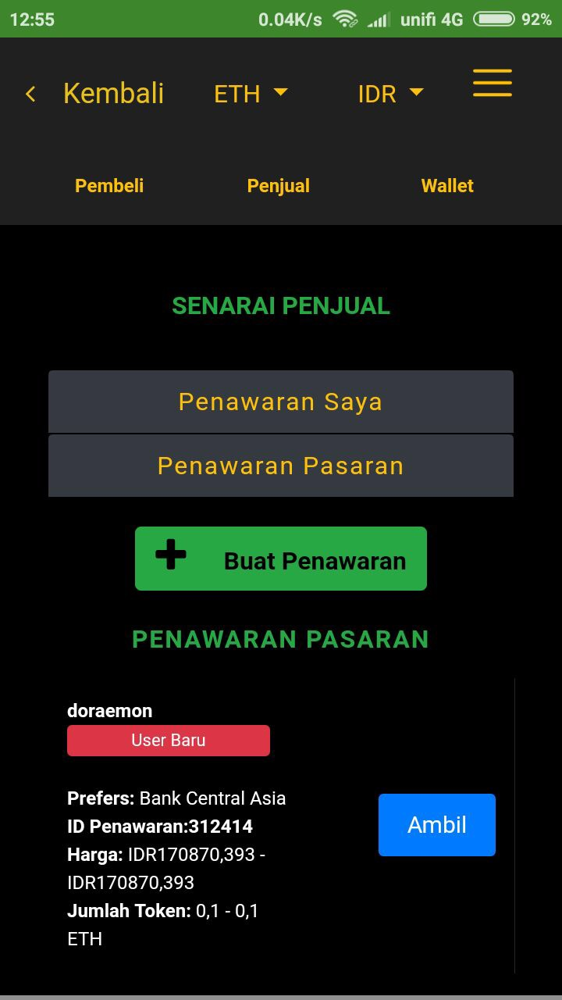 12:55 0.04K/s unifi 4G 92%
Kembali ETH IDR
Pembeli Penjual Wallet
SENARAI PENJUAL
Penawaran Saya
Penawaran Pasaran
Buat Penawaran
PENAWARAN PASARAN
doraemon
User Baru
Prefers: Bank Central Asia
ID Penawaran:312414
Ambil
Harga: IDR170870,393 -
IDR170870,393
Jumlah Token: 0,1 - 0,1
ETH